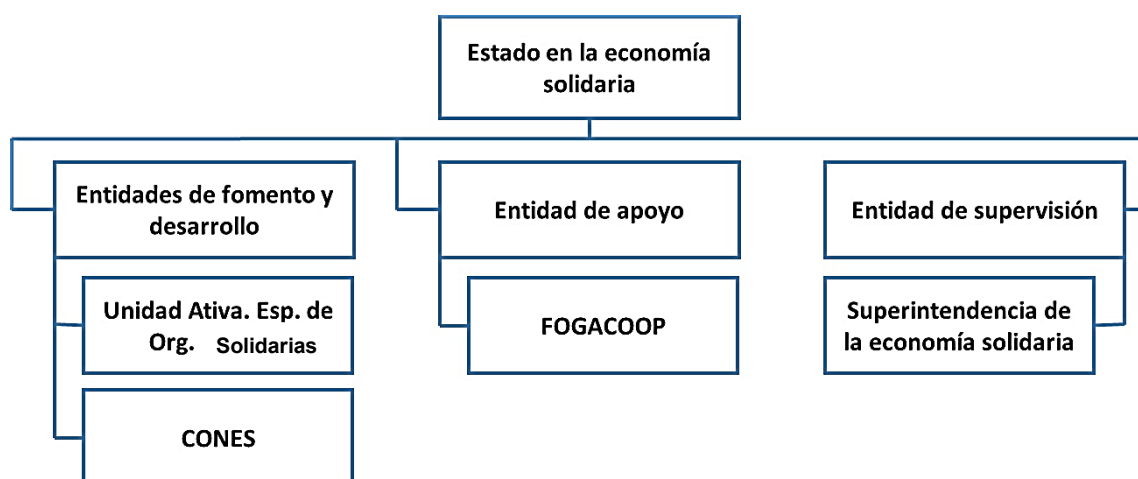 Estado en la economía
solidaria
Entidades de fomento y
desarrollo
Entidad de apoyo
Entidad de supervisión
Unidad Ativa. Esp. de
Org. Solidarias
FOGACOOP
Superintendencia de
la economía solidaria
CONES